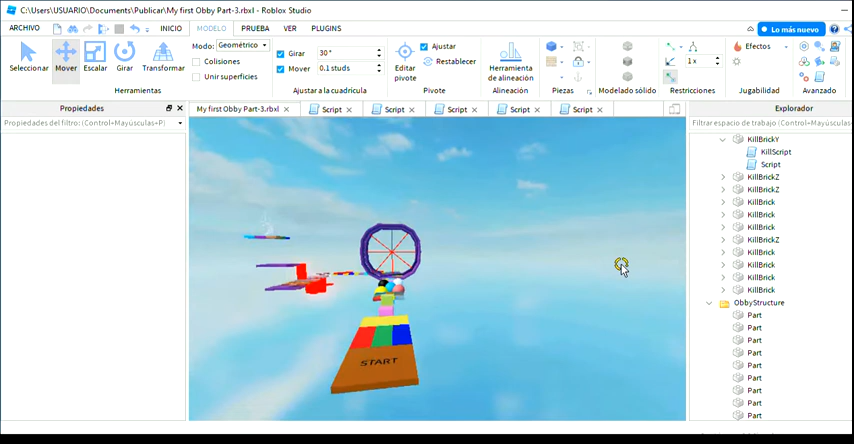 C:\Users\USUARIO\Documents\Publicar\My first Obby Part-3.rbxl - Roblox Studio
ARCHIVO INICIO MODELO PRUEBA VER PLUGINS Lo más nuevo
Modo: Geométrico
Colisiones
Unir superficies
Seleccionar Mover Escalar Girar Transformar
Herramientas
Girar 30°
Mover 0.1 studs
Ajustar a la cuadrícula
Editar pivote
Ajustar
Restablecer
Pivote
Herramienta de alineación
Alineación
Piezas
Modelado sólido
1 x
Restricciones
Efectos
Jugabilidad
Avanzado
Propiedades
Propiedades del filtro: (Control+Mayúsculas+P)
My first Obby Part-3.rbxl Script Script Script Script Script
START
Explorador
Filtrar espacio de trabajo (Control+Mayúsculas
KillBrickY
KillScript
Script
KillBrickZ
KillBrickZ
KillBrick
KillBrick
KillBrick
KillBrickZ
KillBrick
KillBrick
KillBrick
KillBrick
ObbyStructure
Part
Part
Part
Part
Part
Part
Part
Part
Part